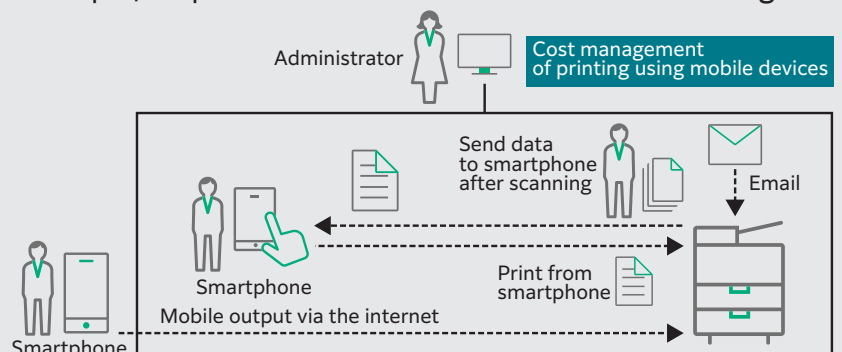 Administrator
Cost management
of printing using mobile devices
Send data
to smartphone
after scanning
Email
Smartphone
Print from
smartphone
Mobile output via the internet
Smartphone